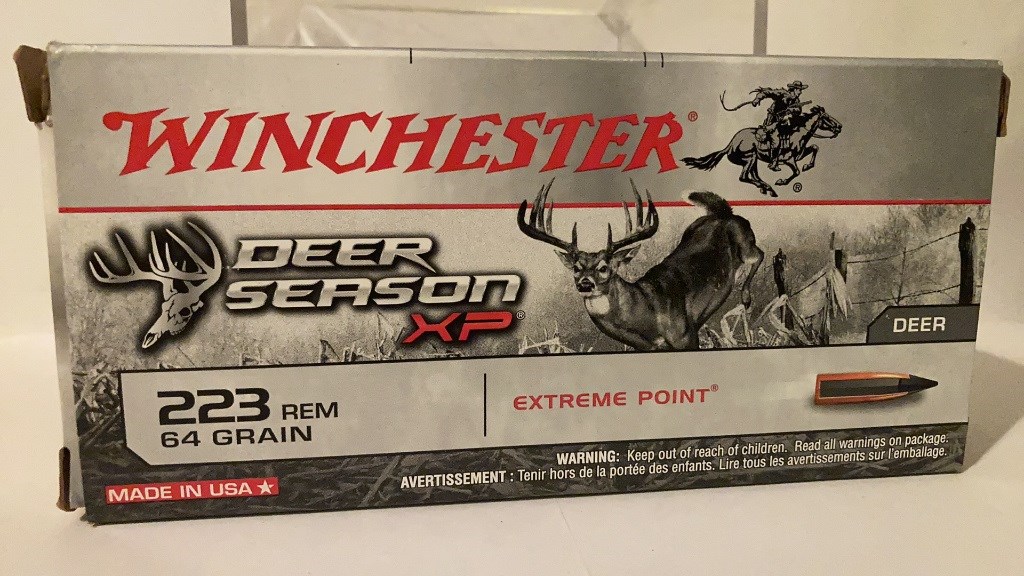 WINCHESTER®
®
DEER
SEASON
XP®
DEER
223 REM
64 GRAIN
EXTREME POINT®
WARNING: Keep out of reach of children. Read all warnings on package.
AVERTISSEMENT : Tenir hors de la portée des enfants. Lire tous les avertissements sur l'emballage.
MADE IN USA